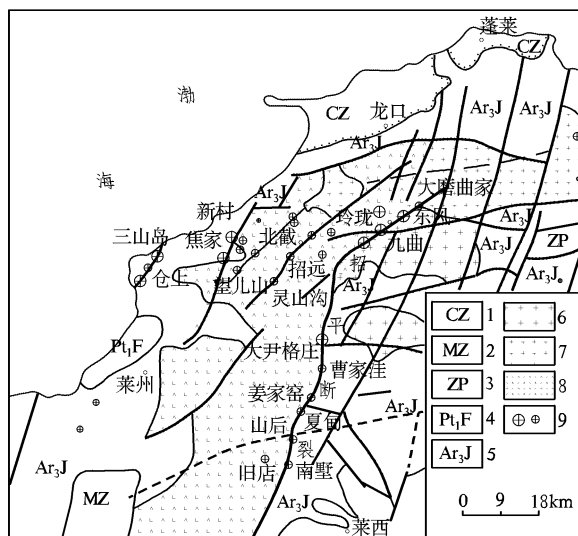 蓬莱
CZ
渤
CZ
龙口
Ar₃J
Ar₃J
Ar₃J
海
Ar₃J
大磨曲家
新村
玲珑
东风
Ar₃J
三山岛
焦家
北截
九曲
ZP
仓上
招远
招
望儿山
灵山沟
Ar₃J
Ar₃J
Ar₃J
Pt₁F
平
大尹格庄
莱州
曹家洼
姜家窑
断
Ar₃J
山后
夏甸
Ar₃J
裂
旧店
南墅
MZ
Ar₃J
莱西
CZ 1
6
MZ 2
7
ZP 3
8
Pt₁F 4
9
Ar₃J 5
0 9 18km